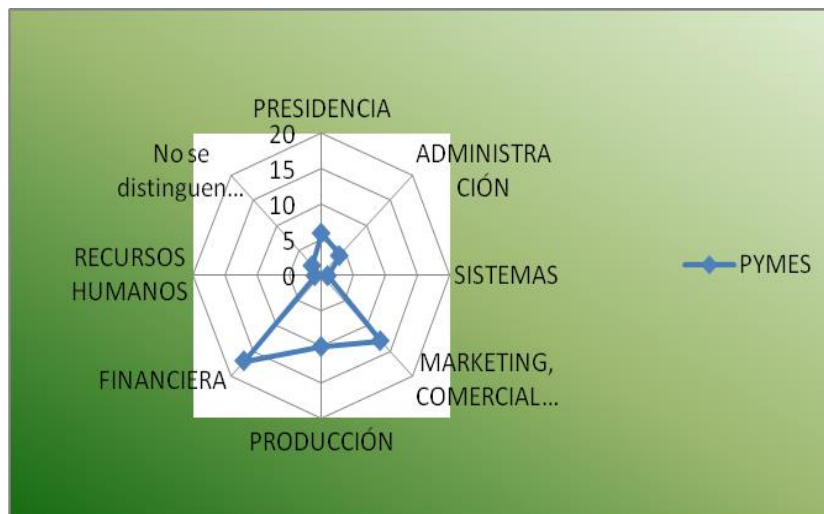 PRESIDENCIA
20
15
10
5
0
ADMINISTRA
CIÓN
SISTEMAS
MARKETING,
COMERCIAL...
PRODUCCIÓN
FINANCIERA
RECURSOS
HUMANOS
No se
distinguen...
PYMES